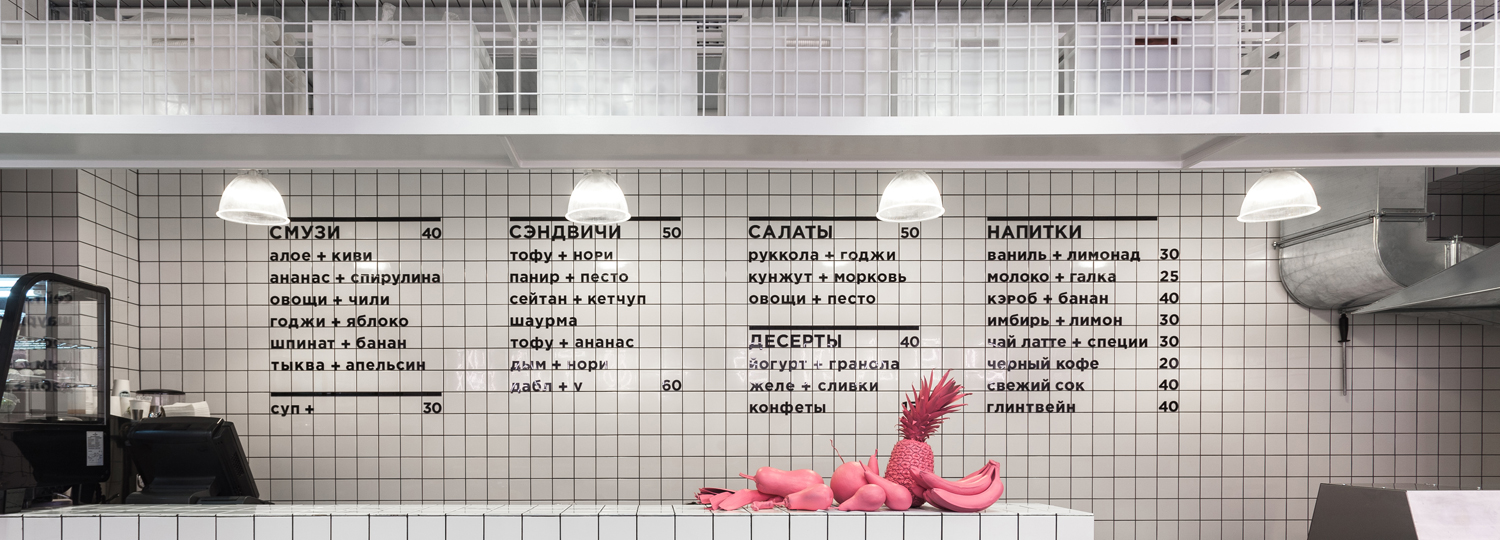 СМУЗИ 40
алое + киви
ананас + спирулина
овощи + чили
годжи + яблоко
шпинат + банан
тыква + апельсин
суп + 30
СЭНДВИЧИ 50
тофу + нори
панир + песто
сейтан + кетчуп
шаурма
тофу + ананас
дым + нори
дабл + v 60
САЛАТЫ 50
руккола + годжи
кунжут + морковь
овощи + песто
ДЕСЕРТЫ 40
йогурт + гранола
желе + сливки
конфеты
НАПИТКИ
ваниль + лимонад 30
молоко + галка 25
кэроб + банан 40
имбирь + лимон 30
чай латте + специи 30
черный кофе 20
свежий сок 40
глинтвейн 40